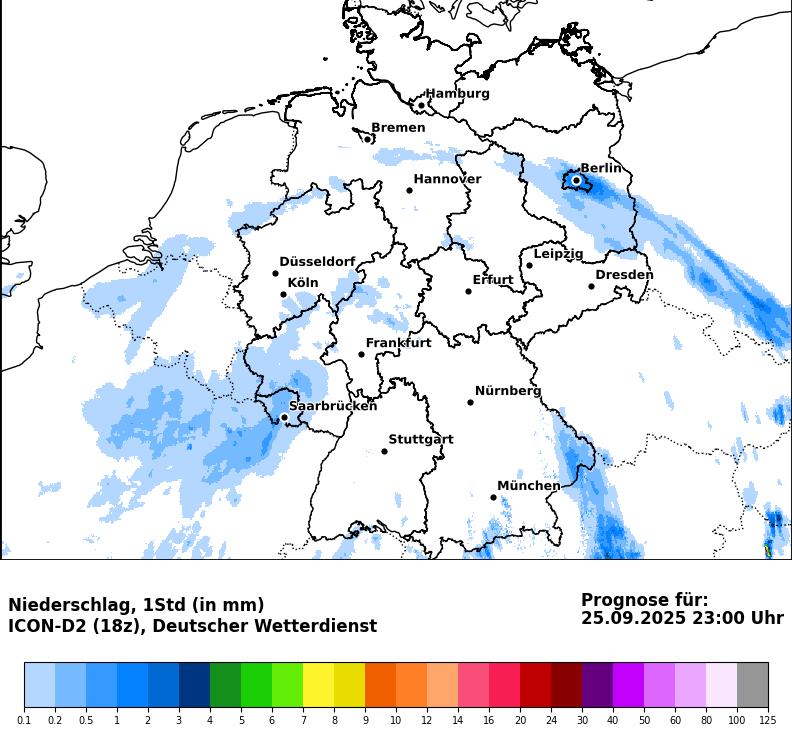 Hamburg
Bremen
Berlin
Hannover
Düsseldorf
Leipzig
Köln
Erfurt
Dresden
Frankfurt
Saarbrücken
Nürnberg
Stuttgart
München
Niederschlag, 1Std (in mm)
ICON-D2 (18z), Deutscher Wetterdienst
Prognose für:
25.09.2025 23:00 Uhr
0.1 0.2 0.5 1 2 3 4 5 6 7 8 9 10 12 14 16 20 24 30 40 50 60 80 100 125